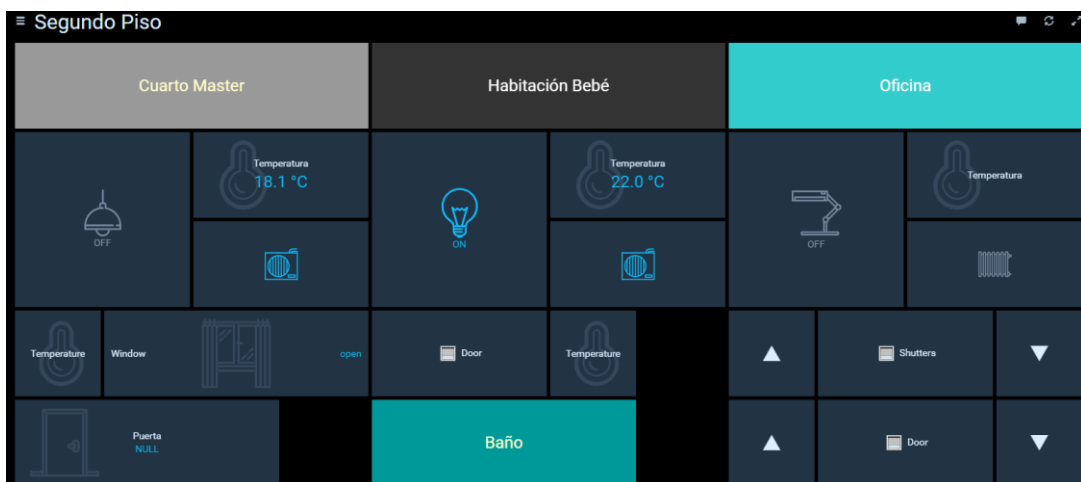 Segundo Piso
Cuarto Master
Habitación Bebé
Oficina
OFF
Temperatura
18.1 °C
ON
Temperatura
22.0 °C
OFF
Temperatura
Temperature
Window
open
Door
Temperature
Shutters
Puerta
NULL
Baño
Door